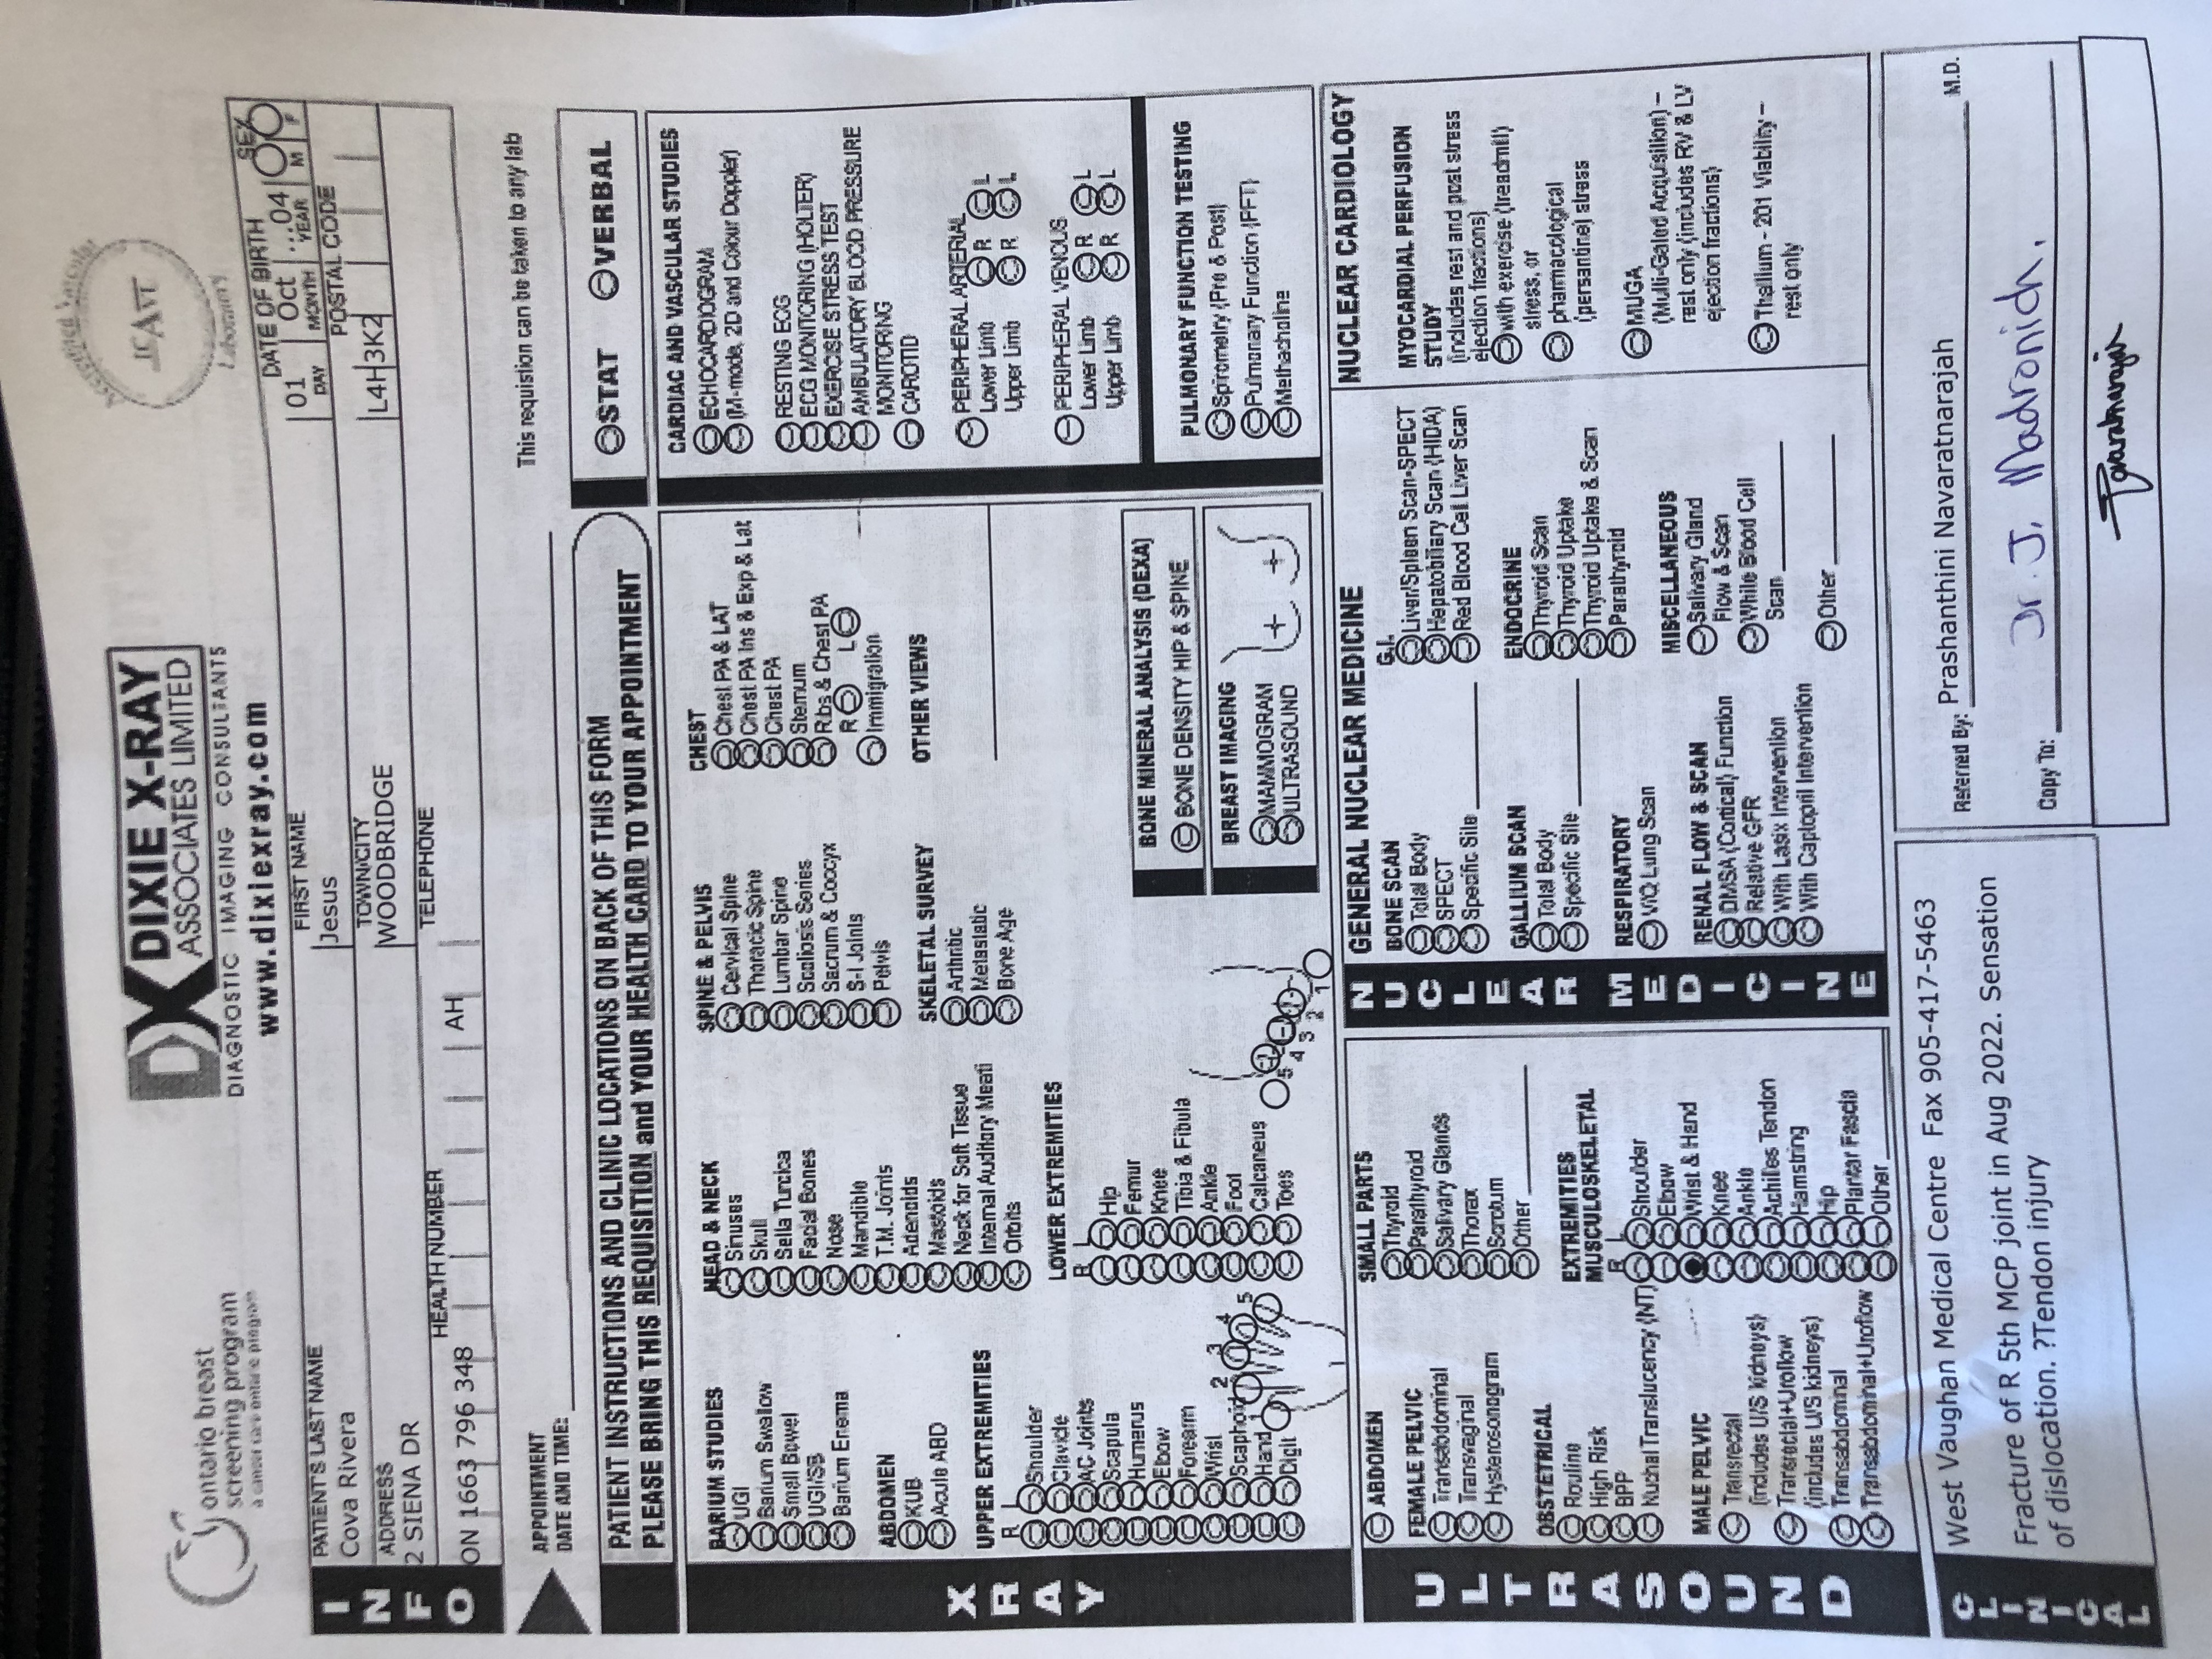 ontario breast
screening program
a cancer care ontario program
DX DIXIE X-RAY
ASSOCIATES LIMITED
DIAGNOSTIC IMAGING CONSULTANTS
www.dixiexray.com
Accredited Vascular
Laboratory
INFO
PATIENT'S LAST NAME
Cova Rivera
FIRST NAME
Jesus
DATE OF BIRTH
01 Oct ...04
DAY MONTH YEAR
SEX
M F
ADDRESS
2 SIENA DR
TOWN/CITY
WOODBRIDGE
POSTAL CODE
L4H 3K2
HEALTH NUMBER
ON 1663 796 348 AH
TELEPHONE
APPOINTMENT
DATE AND TIME:
This requistion can be taken to any lab
PATIENT INSTRUCTIONS AND CLINIC LOCATIONS ON BACK OF THIS FORM
PLEASE BRING THIS REQUISITION and YOUR HEALTH CARD TO YOUR APPOINTMENT
STAT VERBAL
XRAY
BARIUM STUDIES
UGI
Barium Swallow
Small Bowel
UGI/SB
Barium Enema
ABDOMEN
KUB
Acute ABD
UPPER EXTREMITIES
R L
Shoulder
Clavicle
AC Joints
Scapula
Humerus
Elbow
Forearm
Wrist
Scaphoid
Hand
Digit
1 2 3 4 5
HEAD & NECK
Sinuses
Skull
Sella Turcica
Facial Bones
Nose
Mandible
T.M. Joints
Adenoids
Mastoids
Neck for Soft Tissue
Internal Auditory Meati
Orbits
LOWER EXTREMITIES
R L
Hip
Femur
Knee
Tibia & Fibula
Ankle
Foot
Calcaneus
Toes
5 4 3 2 1
SPINE & PELVIS
Cervical Spine
Thoracic Spine
Lumbar Spine
Scoliosis Series
Sacrum & Coccyx
S-I Joints
Pelvis
SKELETAL SURVEY
Arthritic
Metastatic
Bone Age
CHEST
Chest PA & LAT
Chest PA Ins & Exp & Lat
Chest PA
Sternum
Ribs & Chest PA
R L
Immigration
OTHER VIEWS
BONE MINERAL ANALYSIS (DEXA)
BONE DENSITY HIP & SPINE
BREAST IMAGING
MAMMOGRAM
ULTRASOUND
CARDIAC AND VASCULAR STUDIES
ECHOCARDIOGRAM
(M-mode, 2D and Colour Doppler)
RESTING ECG
ECG MONITORING (HOLTER)
EXERCISE STRESS TEST
AMBULATORY BLOOD PRESSURE
MONITORING
CAROTID
PERIPHERAL ARTERIAL
Lower Limb R L
Upper Limb R L
PERIPHERAL VENOUS
Lower Limb R L
Upper Limb R L
PULMONARY FUNCTION TESTING
Spirometry (Pre & Post)
Pulmonary Function (PFT)
Methacholine
ULTRASOUND
ABDOMEN
FEMALE PELVIC
Transabdominal
Transvaginal
Hysterosonogram
OBSTETRICAL
Routine
High Risk
BPP
Nuchal Translucency (NT)
MALE PELVIC
Transrectal
(includes U/S kidneys)
Transrectal+Uroflow
(includes U/S kidneys)
Transabdominal
Transabdominal+Uroflow
SMALL PARTS
Thyroid
Parathyroid
Salivary Glands
Thorax
Scrotum
Other
EXTREMITIES
MUSCULOSKELETAL
R L
Shoulder
Elbow
Wrist & Hand
Knee
Ankle
Achilles Tendon
Hamstring
Hip
Plantar Fascia
Other
NUCLEAR MEDICINE
GENERAL NUCLEAR MEDICINE
BONE SCAN
Total Body
SPECT
Specific Site
GALLIUM SCAN
Total Body
Specific Site
RESPIRATORY
V/Q Lung Scan
RENAL FLOW & SCAN
DMSA (Cortical) Function
Relative GFR
With Lasix Intervention
With Captopril Intervention
G.I.
Liver/Spleen Scan-SPECT
Hepatobiliary Scan (HIDA)
Red Blood Cell Liver Scan
ENDOCRINE
Thyroid Scan
Thyroid Uptake
Thyroid Uptake & Scan
Parathyroid
MISCELLANEOUS
Salivary Gland
Flow & Scan
White Blood Cell
Scan
Other
NUCLEAR CARDIOLOGY
MYOCARDIAL PERFUSION
STUDY
(includes rest and post stress
ejection fractions)
with exercise (treadmill)
stress, or
pharmacological
(persantine) stress
MUGA
(Multi-Gated Acquisition) –
rest only (includes RV & LV
ejection fractions)
Thallium - 201 Viability –
rest only
CLINICAL
West Vaughan Medical Centre Fax 905-417-5463
Fracture of R 5th MCP joint in Aug 2022. Sensation
of dislocation. ?Tendon injury
Referred By: Prashanthini Navaratnarajah M.D.
Copy To: Dr. J. Madronich.